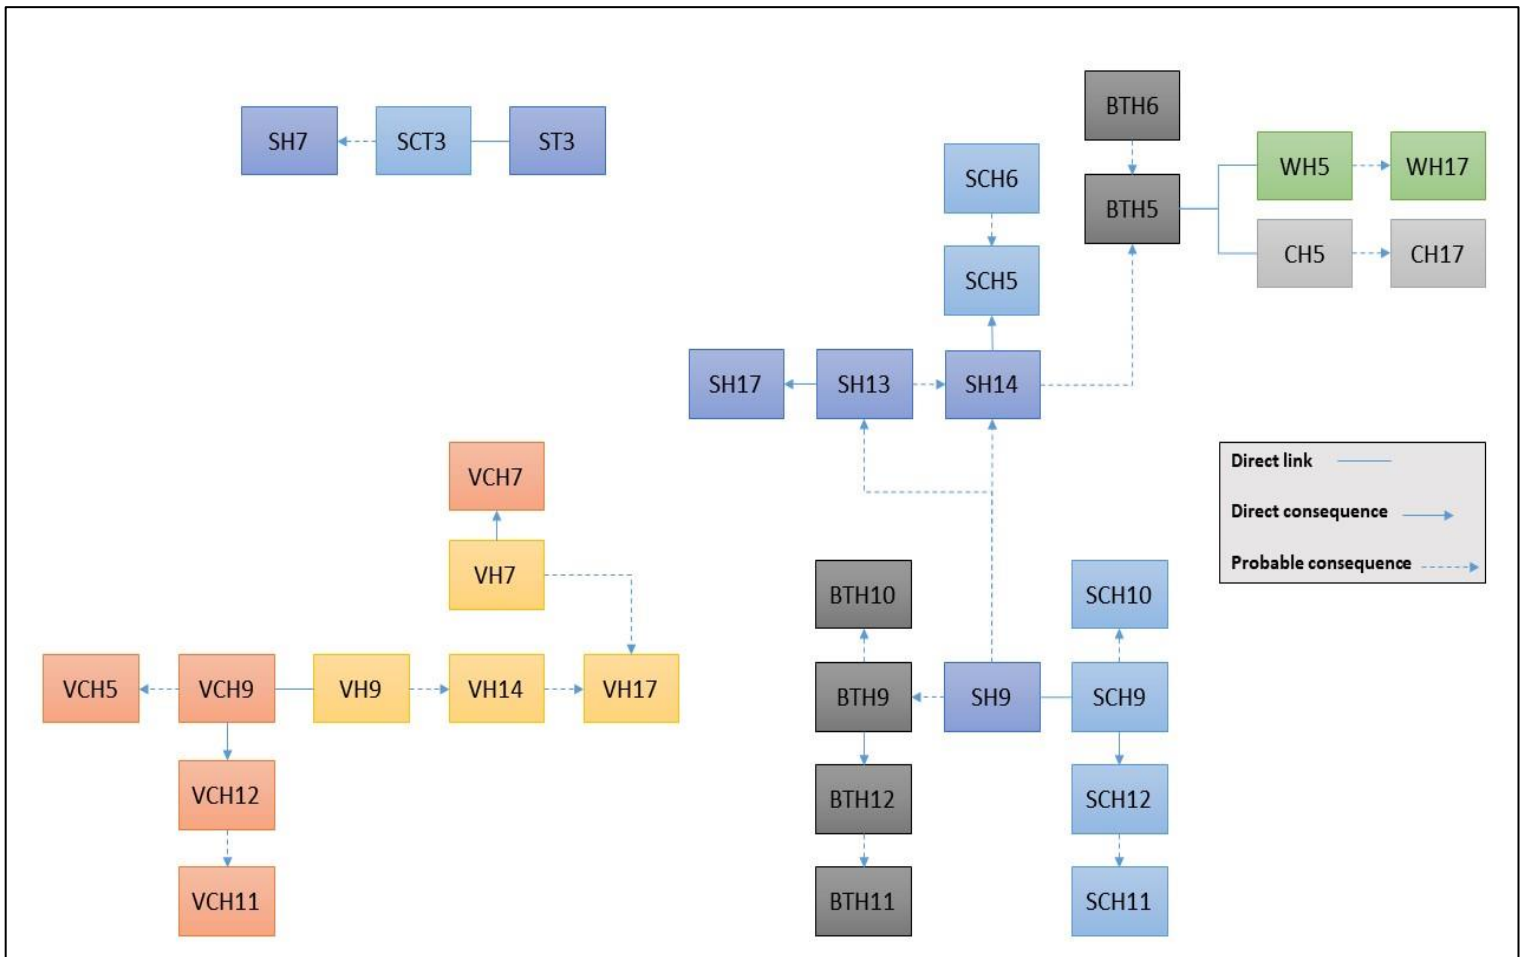 BTH6
SH7
SCT3
ST3
WH5
WH17
SCH6
BTH5
CH5
CH17
SCH5
SH17
SH13
SH14
VCH7
Direct link
Direct consequence
Probable consequence
VH7
BTH10
SCH10
VCH5
VCH9
VH9
VH14
VH17
BTH9
SH9
SCH9
VCH12
BTH12
SCH12
VCH11
BTH11
SCH11